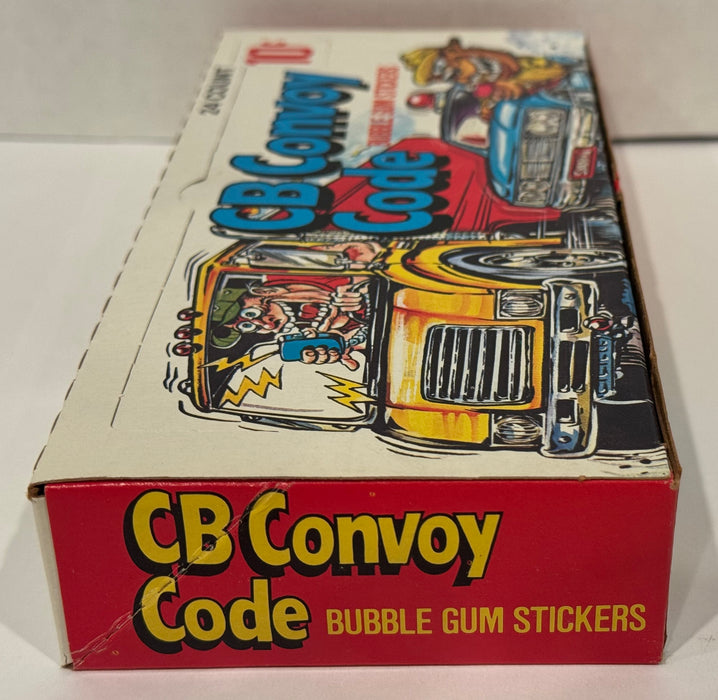 24 COUNT
10¢
CB Convoy
Code
BUBBLE GUM STICKERS
CB Convoy
Code BUBBLE GUM STICKERS